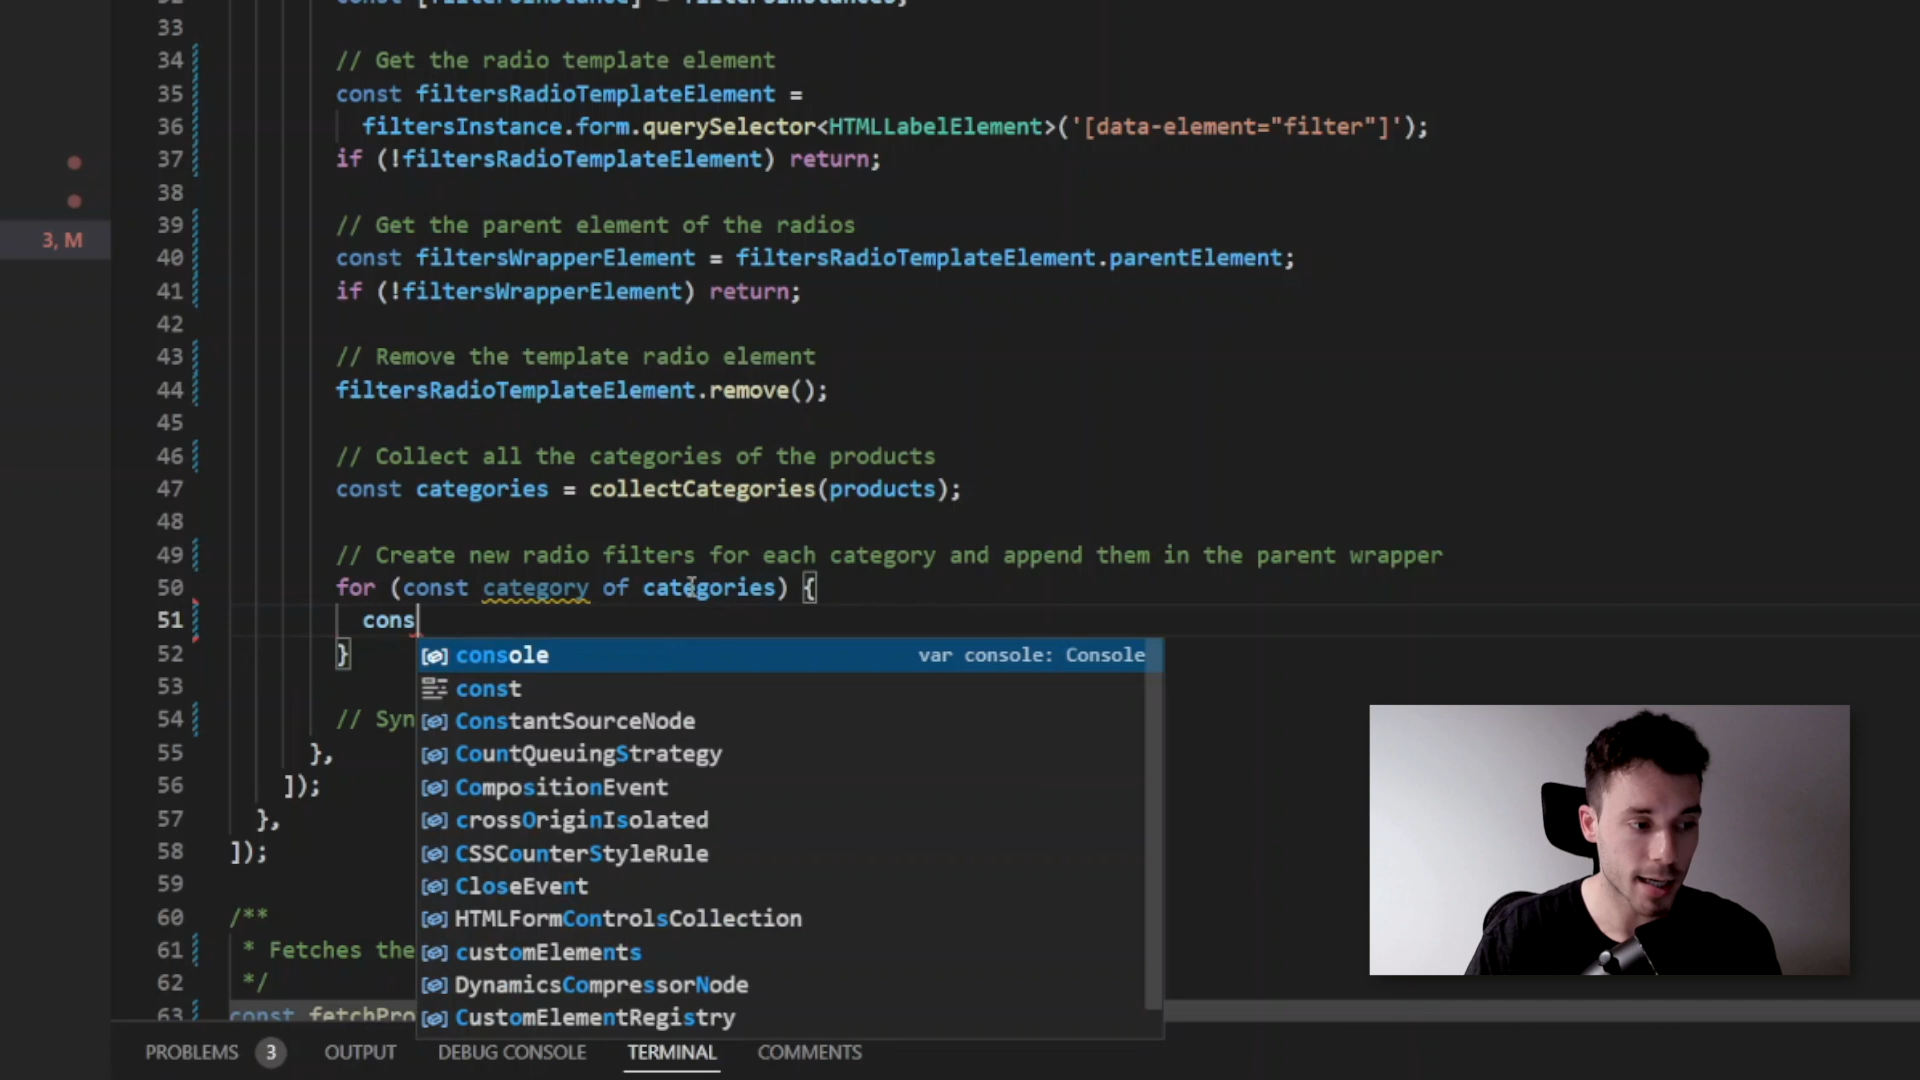 32 const [filtersInstance] = filtersInstances;
33
34 // Get the radio template element
35 const filtersRadioTemplateElement =
36 filtersInstance.form.querySelector<HTMLLabelElement>('[data-element="filter"]');
37 if (!filtersRadioTemplateElement) return;
38
39 // Get the parent element of the radios
40 const filtersWrapperElement = filtersRadioTemplateElement.parentElement;
3, M
41 if (!filtersWrapperElement) return;
42
43 // Remove the template radio element
44 filtersRadioTemplateElement.remove();
45
46 // Collect all the categories of the products
47 const categories = collectCategories(products);
48
49 // Create new radio filters for each category and append them in the parent wrapper
50 for (const category of categories) {
51 cons
52 }
53
54 // Syn
55 },
56 ]);
57 },
58 ]);
59
60 /**
61 * Fetches the
62 */
63 const fetchPro
console var console: Console
const
ConstantSourceNode
CountQueuingStrategy
CompositionEvent
crossOriginIsolated
CSSCounterStyleRule
CloseEvent
HTMLFormControlsCollection
customElements
DynamicsCompressorNode
CustomElementRegistry
PROBLEMS 3 OUTPUT DEBUG CONSOLE TERMINAL COMMENTS